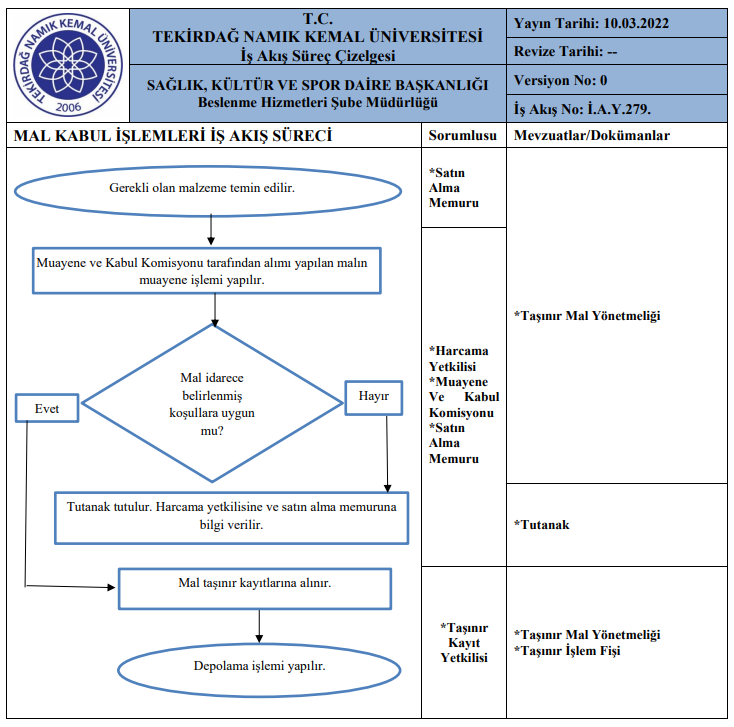 TEKİRDAĞ NAMIK KEMAL ÜNİVERSİTESİ
2006
T.C.
TEKİRDAĞ NAMIK KEMAL ÜNİVERSİTESİ
İş Akış Süreç Çizelgesi
SAĞLIK, KÜLTÜR VE SPOR DAİRE BAŞKANLIĞI
Beslenme Hizmetleri Şube Müdürlüğü
Yayın Tarihi: 10.03.2022
Revize Tarihi: --
Versiyon No: 0
İş Akış No: İ.A.Y.279.
MAL KABUL İŞLEMLERİ İŞ AKIŞ SÜRECİ
Sorumlusu
Mevzuatlar/Dokümanlar
Gerekli olan malzeme temin edilir.
*Satın
Alma
Memuru
Muayene ve Kabul Komisyonu tarafından alımı yapılan malın
muayene işlemi yapılır.
*Taşınır Mal Yönetmeliği
Mal idarece
belirlenmiş
koşullara uygun
mu?
Evet
Hayır
*Harcama
Yetkilisi
*Muayene
Ve Kabul
Komisyonu
*Satın
Alma
Memuru
Tutanak tutulur. Harcama yetkilisine ve satın alma memuruna
bilgi verilir.
*Tutanak
Mal taşınır kayıtlarına alınır.
Depolama işlemi yapılır.
*Taşınır
Kayıt
Yetkilisi
*Taşınır Mal Yönetmeliği
*Taşınır İşlem Fişi